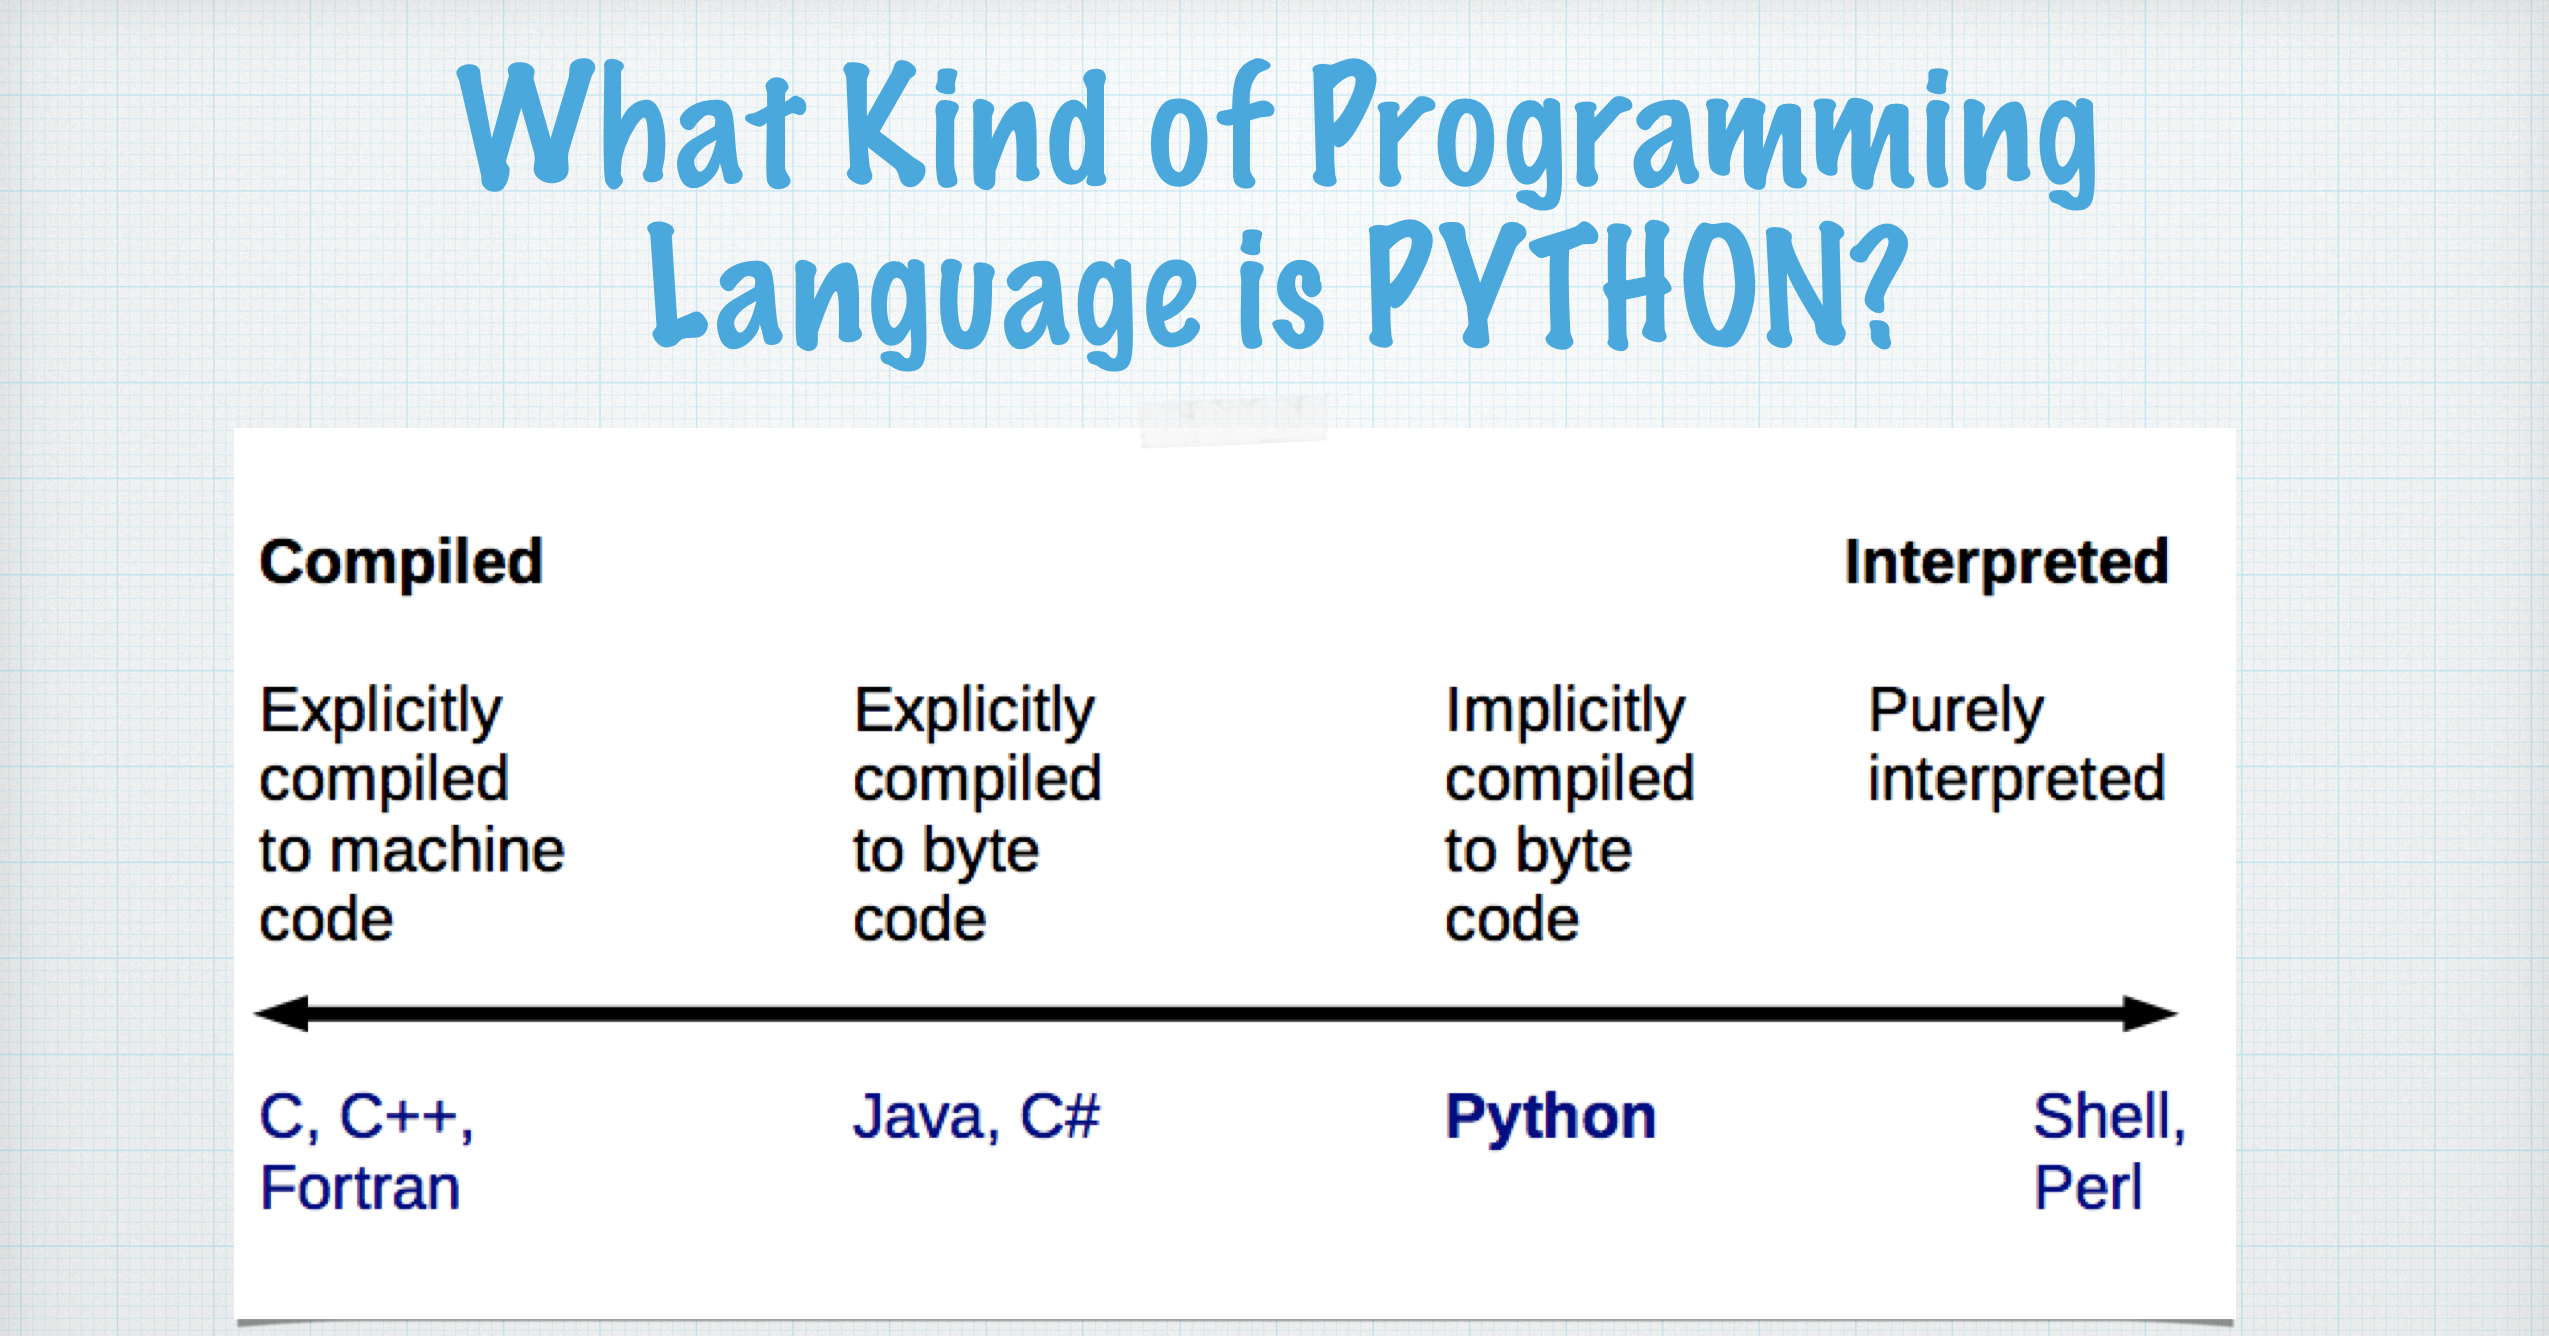 What Kind of Programming
Language is PYTHON?
Compiled
Interpreted
Explicitly
compiled
to machine
code
Explicitly
compiled
to byte
code
Implicitly
compiled
to byte
code
Purely
interpreted
C, C++,
Fortran
Java, C#
Python
Shell,
Perl